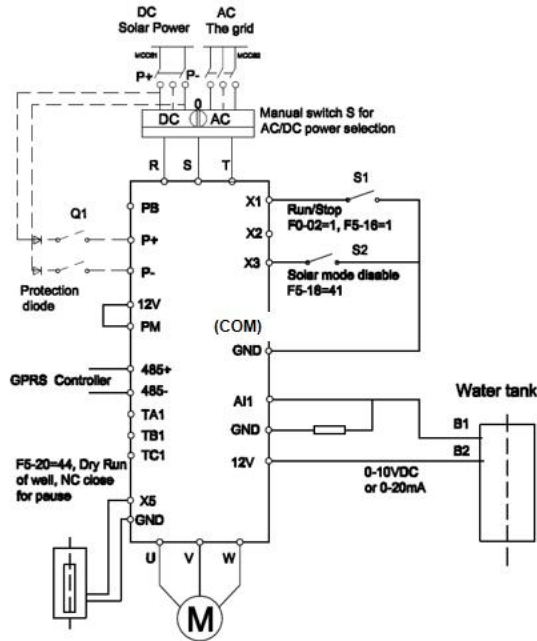 DC
Solar Power
AC
The grid
MCCB1
MCCB2
P+
P-
0
DC
AC
Manual switch S for
AC/DC power selection
R
S
T
S1
X1
Run/Stop
F0-02=1, F5-16=1
PB
Q1
X2
S2
P+
X3
Solar mode disable
F5-18=41
P-
Protection
diode
12V
PM
(COM)
GND
485+
GPRS Controller
485-
Water tank
AI1
B1
TA1
GND
TB1
B2
TC1
12V
0-10VDC
or 0-20mA
F5-20=44, Dry Run
of well, NC close
for pause
X5
GND
U
V
W
M